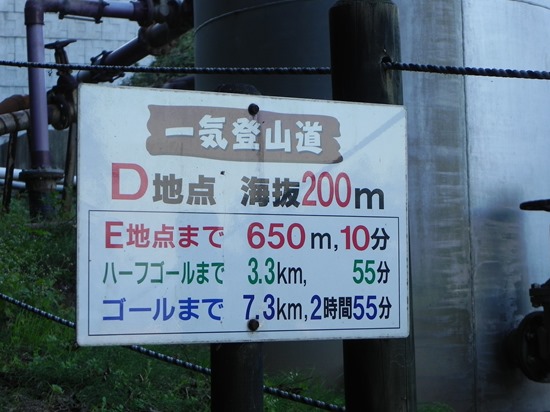 一気登山道
D地点 海抜200m
E地点まで 650m,10分
ハーフゴールまで 3.3km, 55分
ゴールまで 7.3km,2時間55分